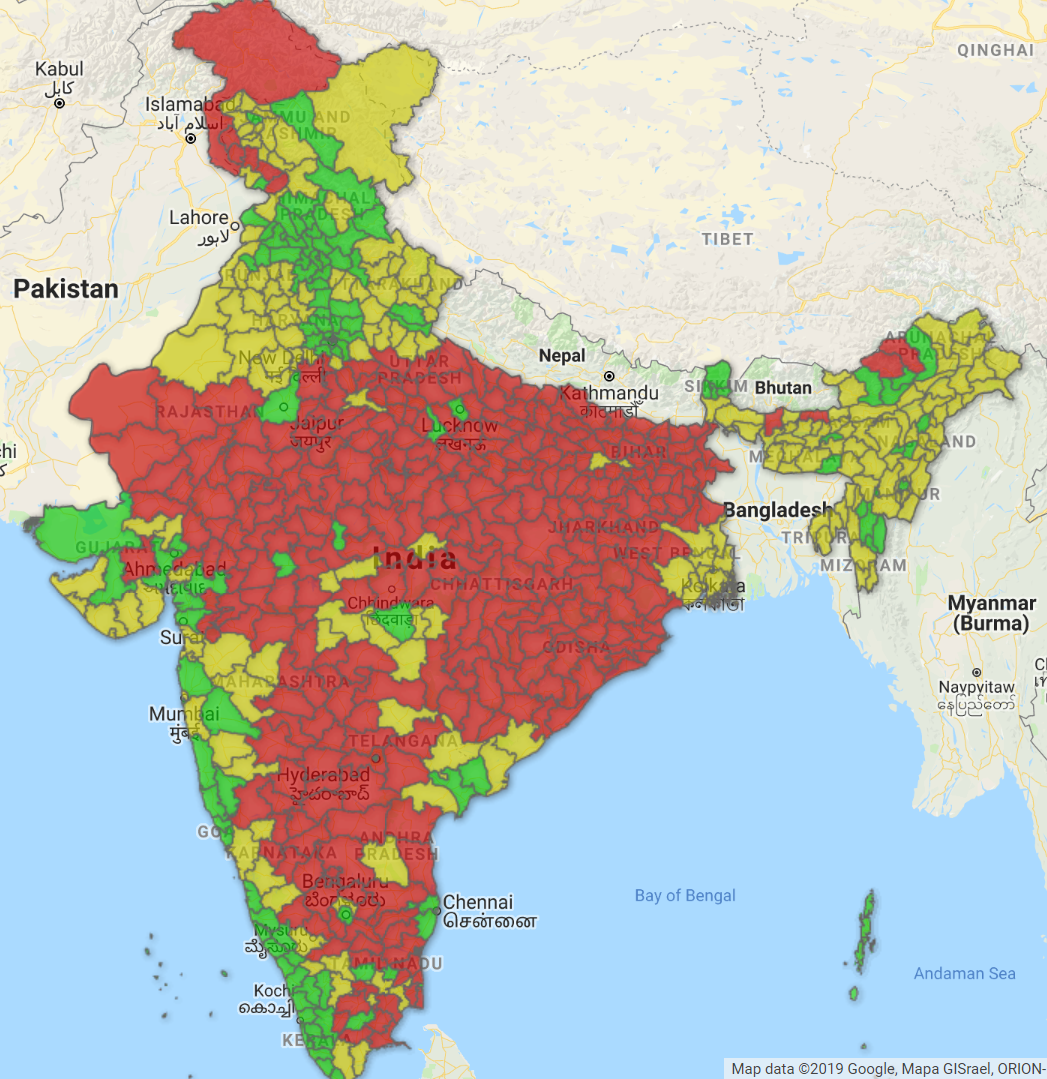 QINGHAI
Kabul
کابل
Islamabad
اسلام آباد
JAMMU AND
KASHMIR
HIMACHAL
PRADESH
Lahore
لاہور
TIBET
PUNJAB
UTTARAKHAND
Pakistan
HARYANA
New Delhi
नई दिल्ली
UTTAR
PRADESH
Nepal
Kathmandu
काठमाडौं
SIKKIM
Bhutan
ARUNACHAL
PRADESH
RAJASTHAN
Jaipur
जयपुर
Lucknow
लखनऊ
ASSAM
NAGALAND
MEGHALAYA
BIHAR
hi
MANIPUR
Bangladesh
JHARKHAND
TRIPURA
GUJARAT
India
WEST BENGAL
MIZORAM
Ahmedabad
CHHATTISGARH
Kolkata
Chhindwara
छिंदवाड़ा
Myanmar
(Burma)
Surat
ODISHA
MAHARASHTRA
Naypyitaw
နေပြည်တော်
Mumbai
मुंबई
TELANGANA
Hyderabad
హైదరాబాద్
GOA
ANDHRA
PRADESH
KARNATAKA
Bengaluru
ಬೆಂಗಳೂರು
Chennai
சென்னை
Bay of Bengal
Mysuru
ಮೈಸೂರು
TAMIL NADU
Andaman Sea
Kochi
കൊച്ചി
KERALA
Map data ©2019 Google, Mapa GISrael, ORION-